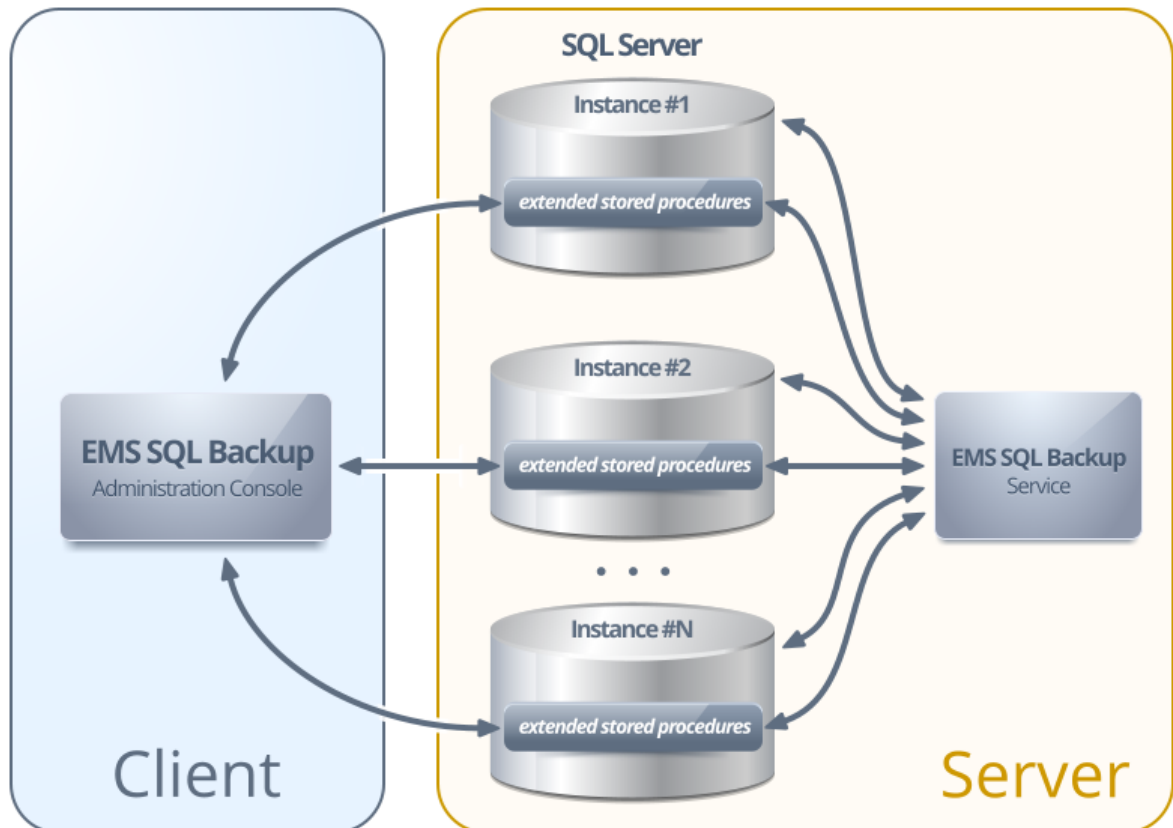 SQL Server
Instance #1
extended stored procedures
Instance #2
EMS SQL Backup
Administration Console
extended stored procedures
EMS SQL Backup
Service
• • •
Instance #N
extended stored procedures
Client
Server